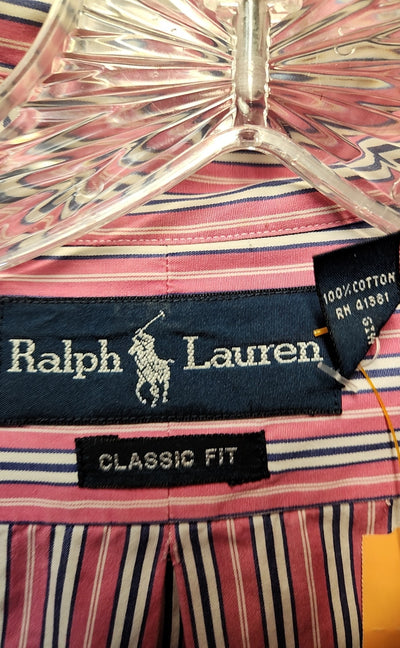 Ralph Lauren
CLASSIC FIT
100% COTTON
RN 41381